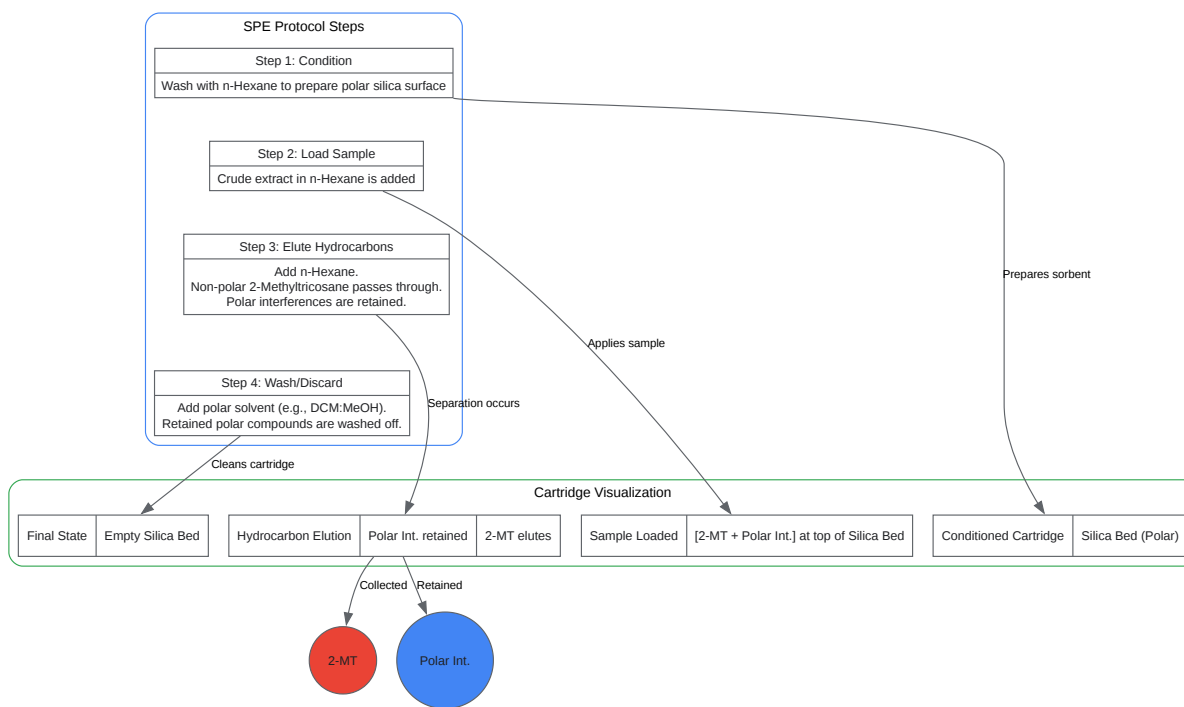 SPE Protocol Steps
Step 1: Condition
Wash with n-Hexane to prepare polar silica surface
Step 2: Load Sample
Crude extract in n-Hexane is added
Step 3: Elute Hydrocarbons
Add n-Hexane.
Non-polar 2-Methyltricosane passes through.
Polar interferences are retained.
Prepares sorbent
Applies sample
Step 4: Wash/Discard
Add polar solvent (e.g., DCM:MeOH).
Retained polar compounds are washed off.
Separation occurs
Cleans cartridge
Cartridge Visualization
Final State
Empty Silica Bed
Hydrocarbon Elution
Polar Int. retained
2-MT elutes
Sample Loaded
[2-MT + Polar Int.] at top of Silica Bed
Conditioned Cartridge
Silica Bed (Polar)
Collected
Retained
2-MT
Polar Int.